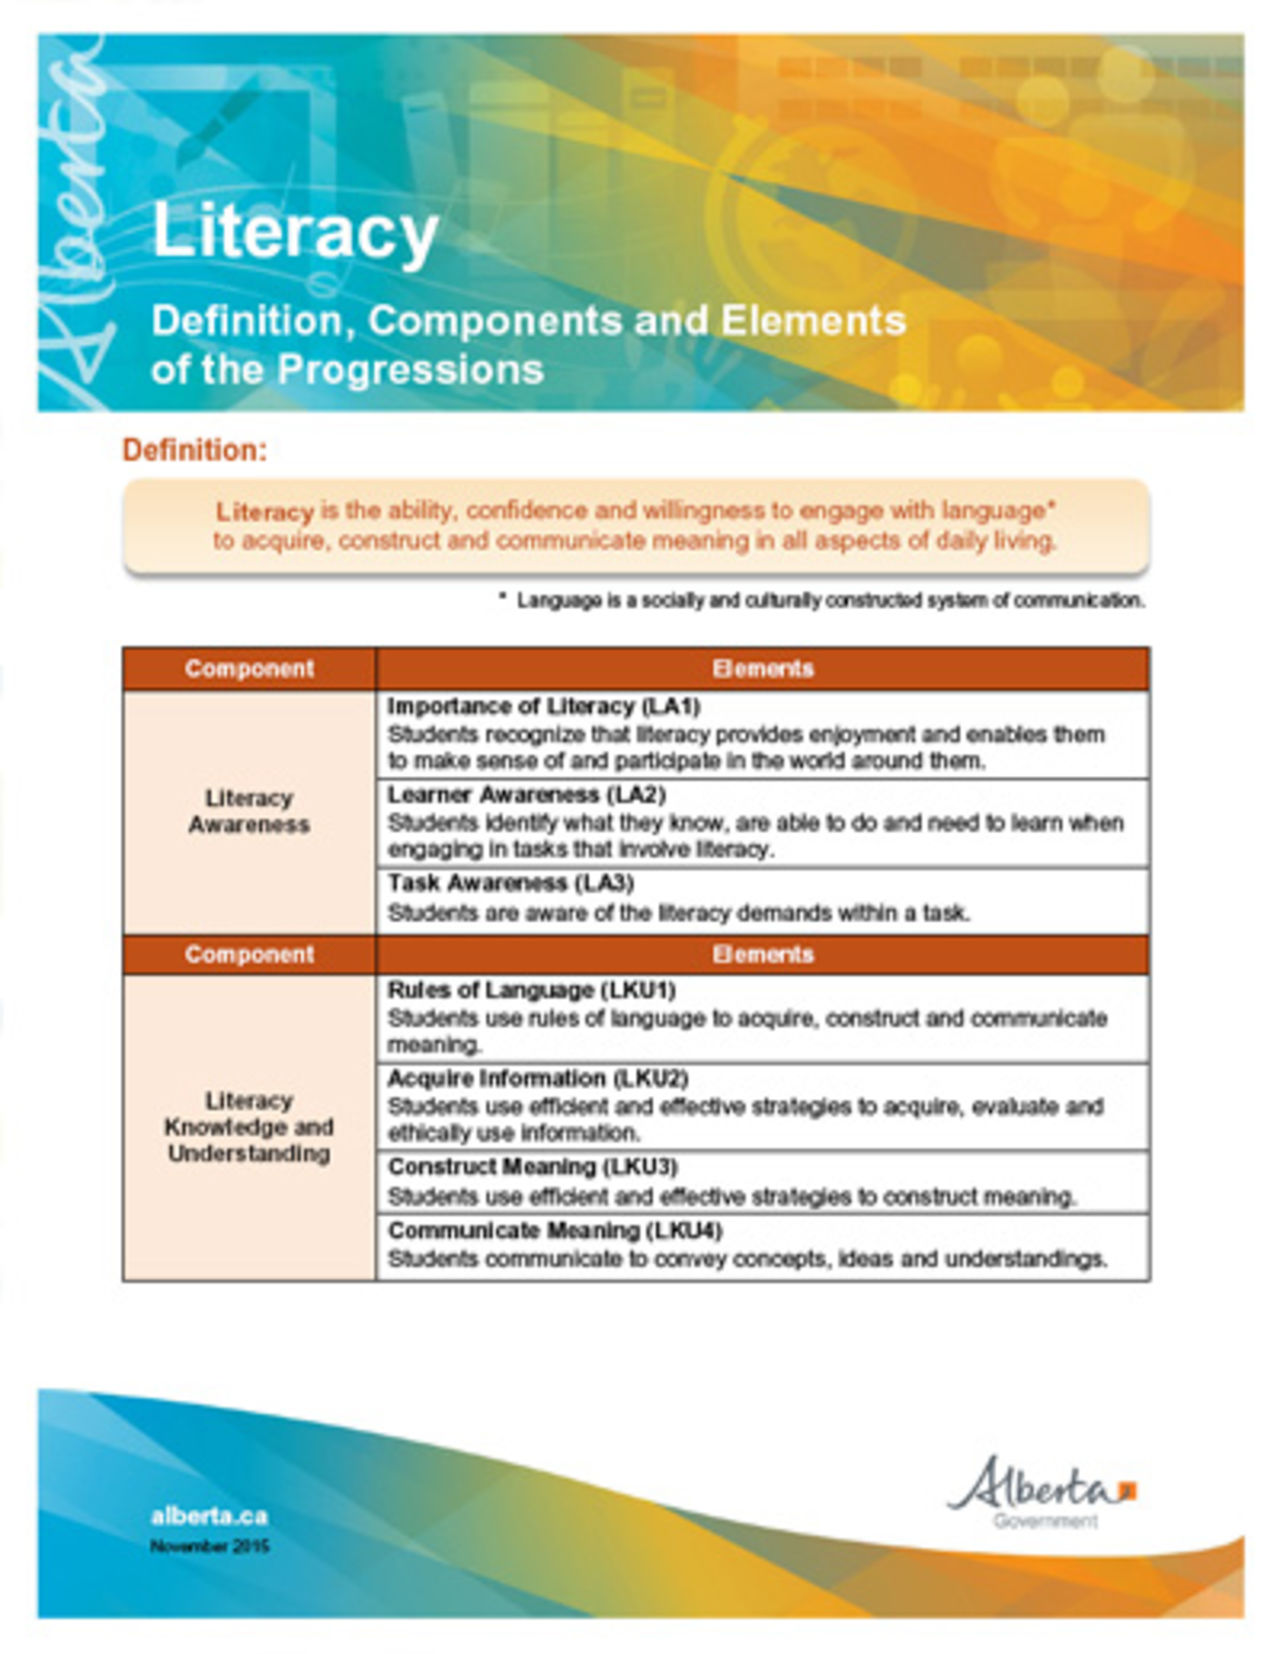 Alberta
Literacy
Definition, Components and Elements
of the Progressions
Definition:
Literacy is the ability, confidence and willingness to engage with language*
to acquire, construct and communicate meaning in all aspects of daily living.
* Language is a socially and culturally constructed system of communication.
Component Elements
Literacy
Awareness
Importance of Literacy (LA1)
Students recognize that literacy provides enjoyment and enables them
to make sense of and participate in the world around them.
Learner Awareness (LA2)
Students identify what they know, are able to do and need to learn when
engaging in tasks that involve literacy.
Task Awareness (LA3)
Students are aware of the literacy demands within a task.
Component Elements
Literacy
Knowledge and
Understanding
Rules of Language (LKU1)
Students use rules of language to acquire, construct and communicate
meaning.
Acquire Information (LKU2)
Students use efficient and effective strategies to acquire, evaluate and
ethically use information.
Construct Meaning (LKU3)
Students use efficient and effective strategies to construct meaning.
Communicate Meaning (LKU4)
Students communicate to convey concepts, ideas and understandings.
alberta.ca
November 2015
Alberta
Government